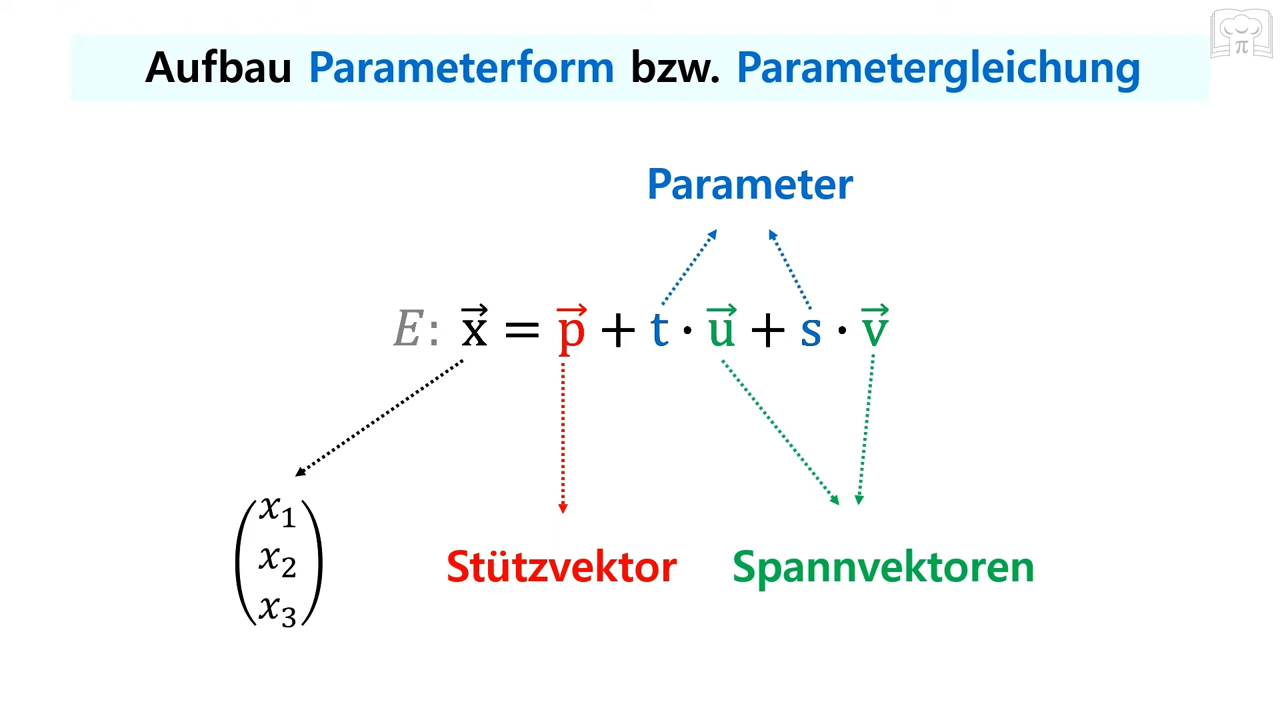 Aufbau Parameterform bzw. Parametergleichung
π
Parameter
E: x⃗ = p⃗ + t · u⃗ + s · v⃗
x₁
x₂
x₃
Stützvektor
Spannvektoren